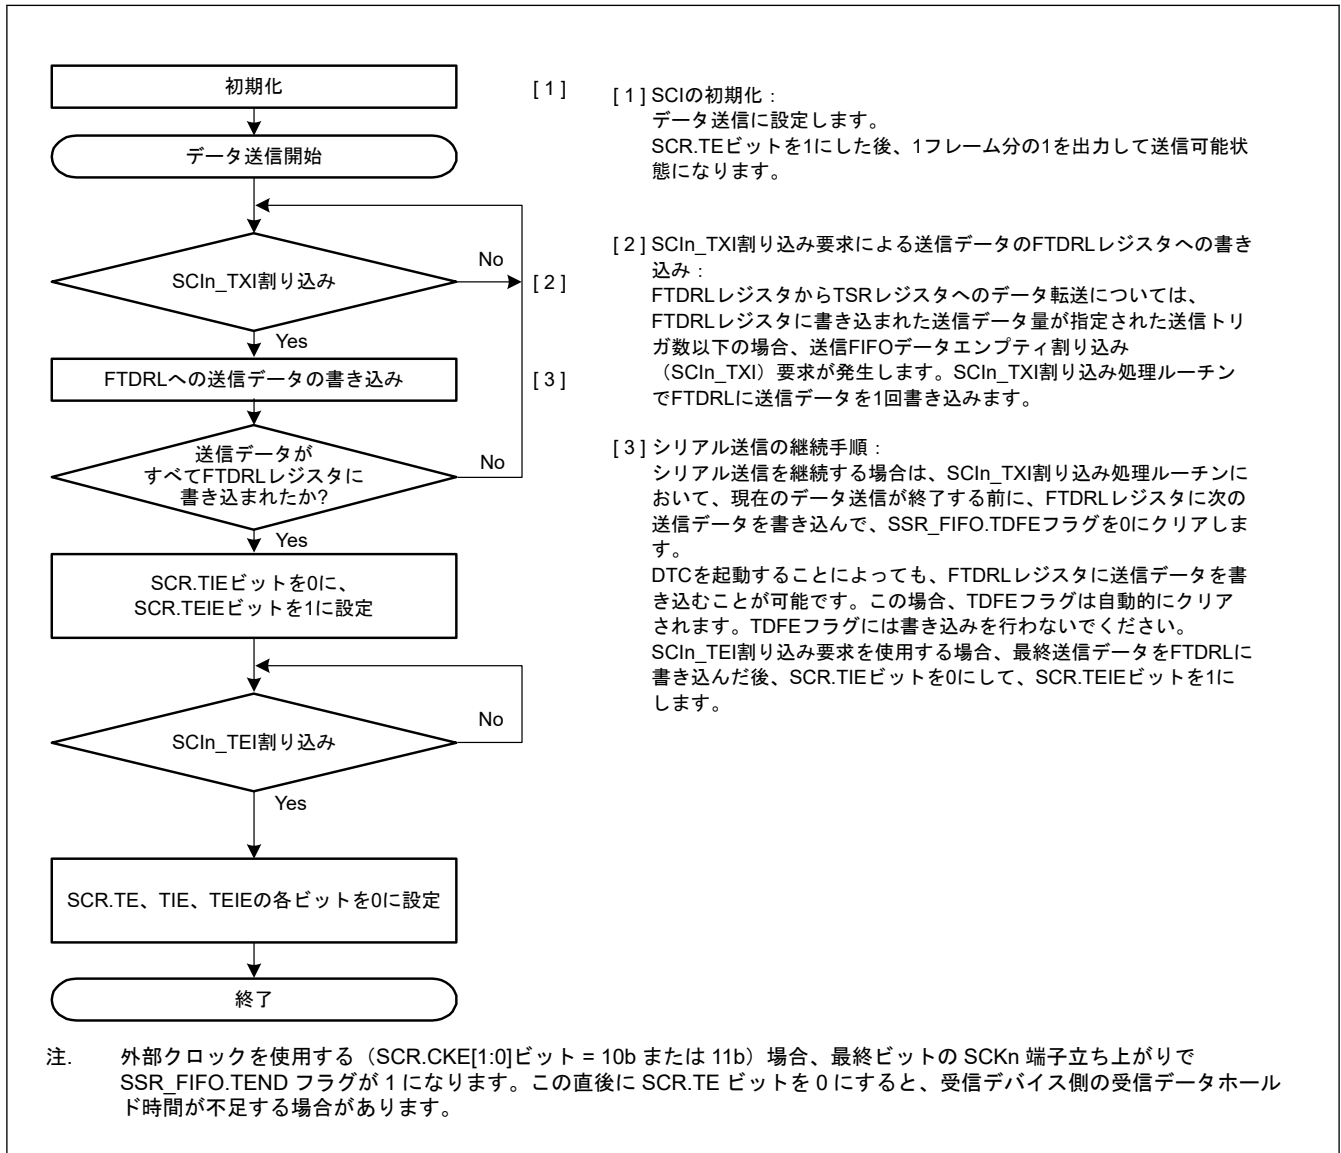 初期化
[ 1 ]
データ送信開始
SCIn_TXI割り込み
No
[ 2 ]
Yes
FTDRLへの送信データの書き込み
[ 3 ]
送信データが
すべてFTDRLレジスタに
書き込まれたか?
No
Yes
SCR.TIEビットを0に、
SCR.TEIEビットを1に設定
SCIn_TEI割り込み
No
Yes
SCR.TE、TIE、TEIEの各ビットを0に設定
終了
[ 1 ] SCIの初期化：
データ送信に設定します。
SCR.TEビットを1にした後、1フレーム分の1を出力して送信可能状
態になります。
[ 2 ] SCIn_TXI割り込み要求による送信データのFTDRLレジスタへの書き
込み：
FTDRLレジスタからTSRレジスタへのデータ転送については、
FTDRLレジスタに書き込まれた送信データ量が指定された送信トリ
ガ数以下の場合、送信FIFOデータエンプティ割り込み
（SCIn_TXI）要求が発生します。SCIn_TXI割り込み処理ルーチン
でFTDRLに送信データを1回書き込みます。
[ 3 ] シリアル送信の継続手順：
シリアル送信を継続する場合は、SCIn_TXI割り込み処理ルーチンに
おいて、現在のデータ送信が終了する前に、FTDRLレジスタに次の
送信データを書き込んで、SSR_FIFO.TDFEフラグを0にクリアしま
す。
DTCを起動することによっても、FTDRLレジスタに送信データを書
き込むことが可能です。この場合、TDFEフラグは自動的にクリア
されます。TDFEフラグには書き込みを行わないでください。
SCIn_TEI割り込み要求を使用する場合、最終送信データをFTDRLに
書き込んだ後、SCR.TIEビットを0にして、SCR.TEIEビットを1に
します。
注. 外部クロックを使用する（SCR.CKE[1:0]ビット = 10b または 11b）場合、最終ビットの SCKn 端子立ち上がりで
SSR_FIFO.TEND フラグが 1 になります。この直後に SCR.TE ビットを 0 にすると、受信デバイス側の受信データホール
ド時間が不足する場合があります。